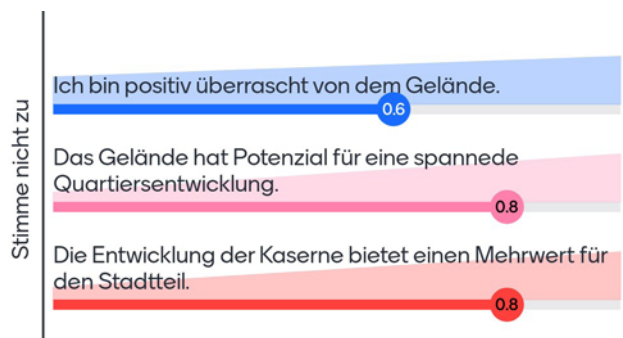 Stimme nicht zu
Ich bin positiv überrascht von dem Gelände.
0.6
Das Gelände hat Potenzial für eine spannede
Quartiersentwicklung.
0.8
Die Entwicklung der Kaserne bietet einen Mehrwert für
den Stadtteil.
0.8